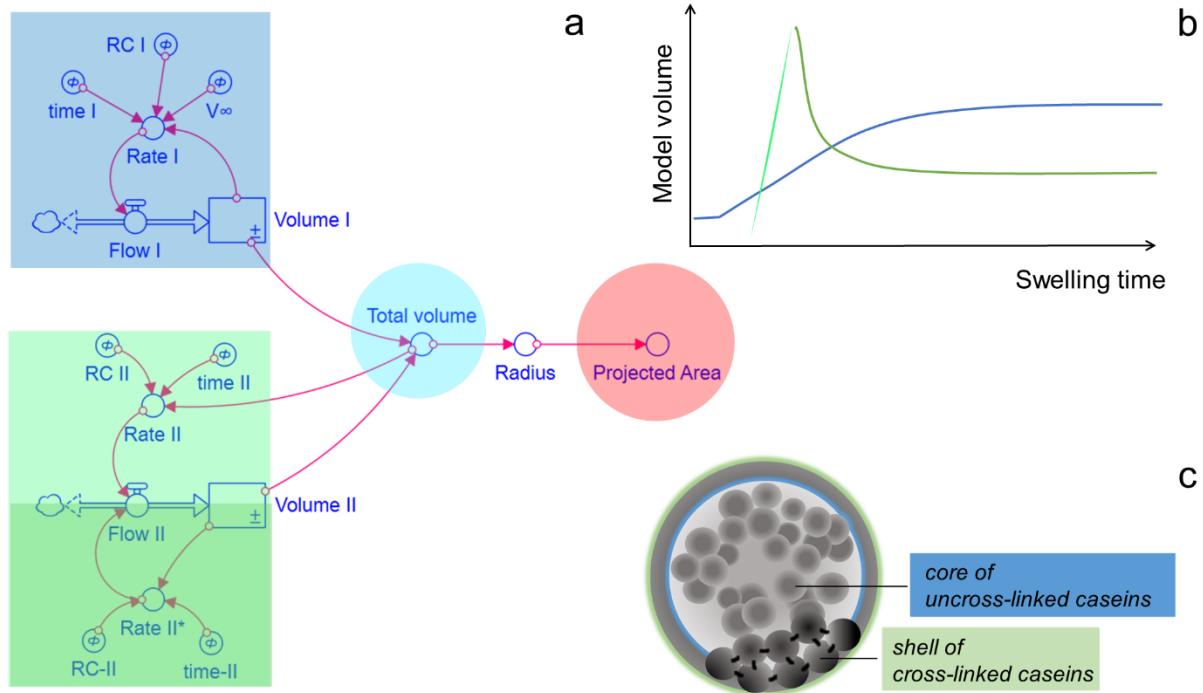 a
RC I
time I
V∞
Rate I
Flow I
±
Volume I
RC II
time II
Rate II
Flow II
±
Volume II
Rate II*
RC-II
time-II
Total volume
Radius
Projected Area
b
Model volume
Swelling time
c
core of
uncross-linked caseins
shell of
cross-linked caseins